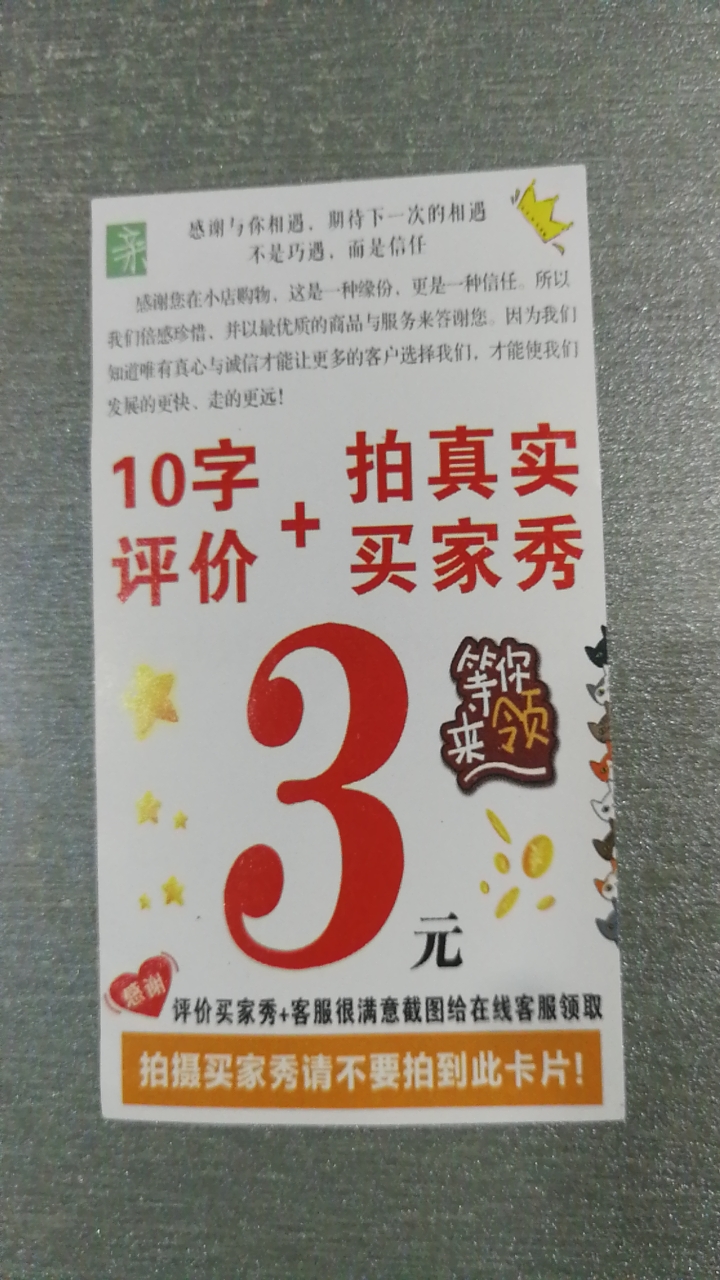 亲
感谢与你相遇，期待下一次的相遇
不是巧遇，而是信任
感谢您在小店购物，这是一种缘份，更是一种信任。所以
我们倍感珍惜、并以最优质的商品与服务来答谢您。因为我们
知道唯有真心与诚信才能让更多的客户选择我们，才能使我们
发展的更快、走的更远！
10字
评价
+
拍真实
买家秀
等你
来领
3元
感谢
评价买家秀+客服很满意截图给在线客服领取
拍摄买家秀请不要拍到此卡片！